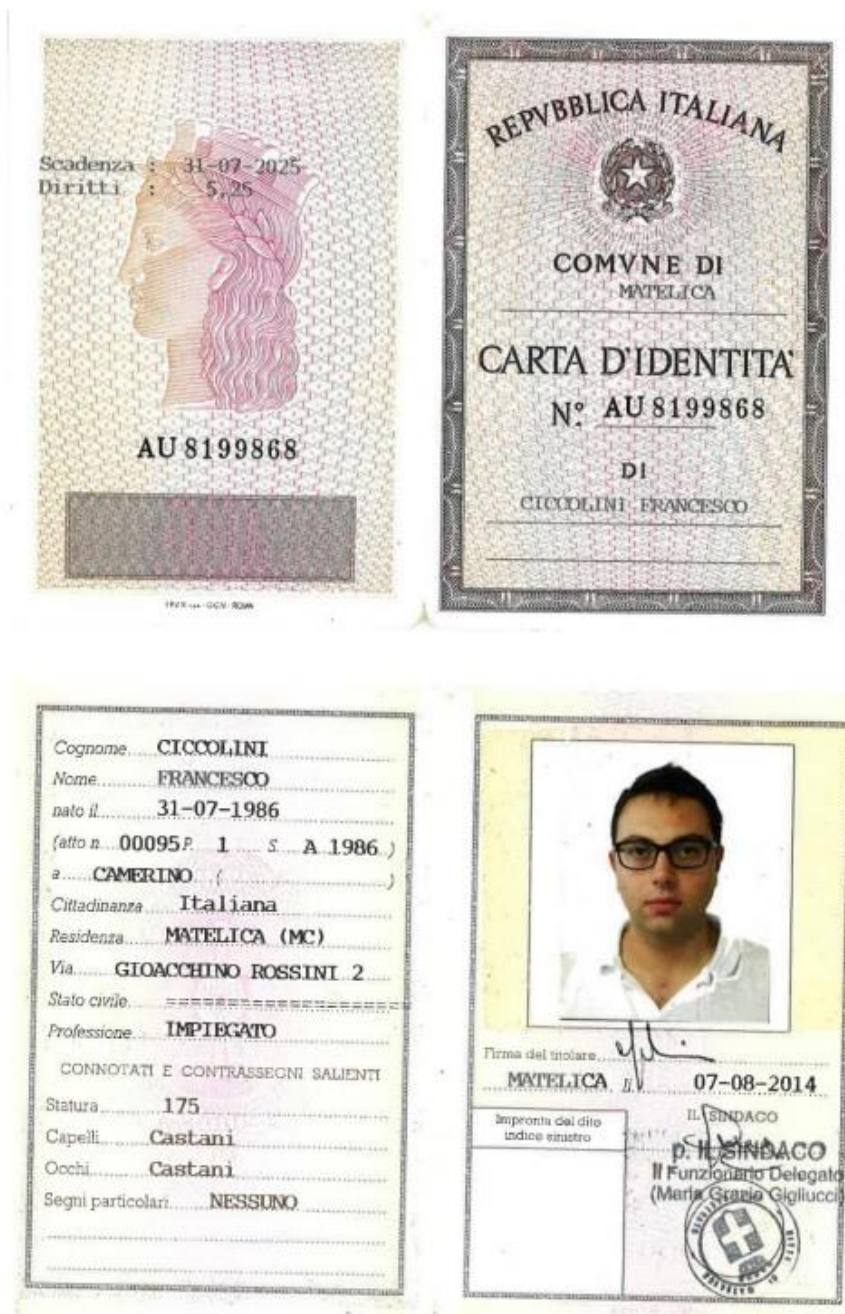 Scadenza : 31-07-2025
Diritti : 5,25
AU 8199868
REPVBBLICA ITALIANA
COMVNE DI
MATELICA
CARTA D'IDENTITA'
N° AU 8199868
DI
CICCOLINI FRANCESCO
Cognome CICCOLINI
Nome FRANCESCO
nato il 31-07-1986
(atto n. 00095 P. 1 S. A 1986)
a CAMERINO ( )
Cittadinanza Italiana
Residenza MATELICA (MC)
Via GIOACCHINO ROSSINI 2
Stato civile ====================
Professione IMPIEGATO
CONNOTATI E CONTRASSEGNI SALIENTI
Statura 175
Capelli Castani
Occhi Castani
Segni particolari NESSUNO
Firma del titolare
MATELICA li 07-08-2014
Impronta del dito
indice sinistro
IL SINDACO
p. IL SINDACO
Il Funzionario Delegato
(Maria Grazia Gigliucci)